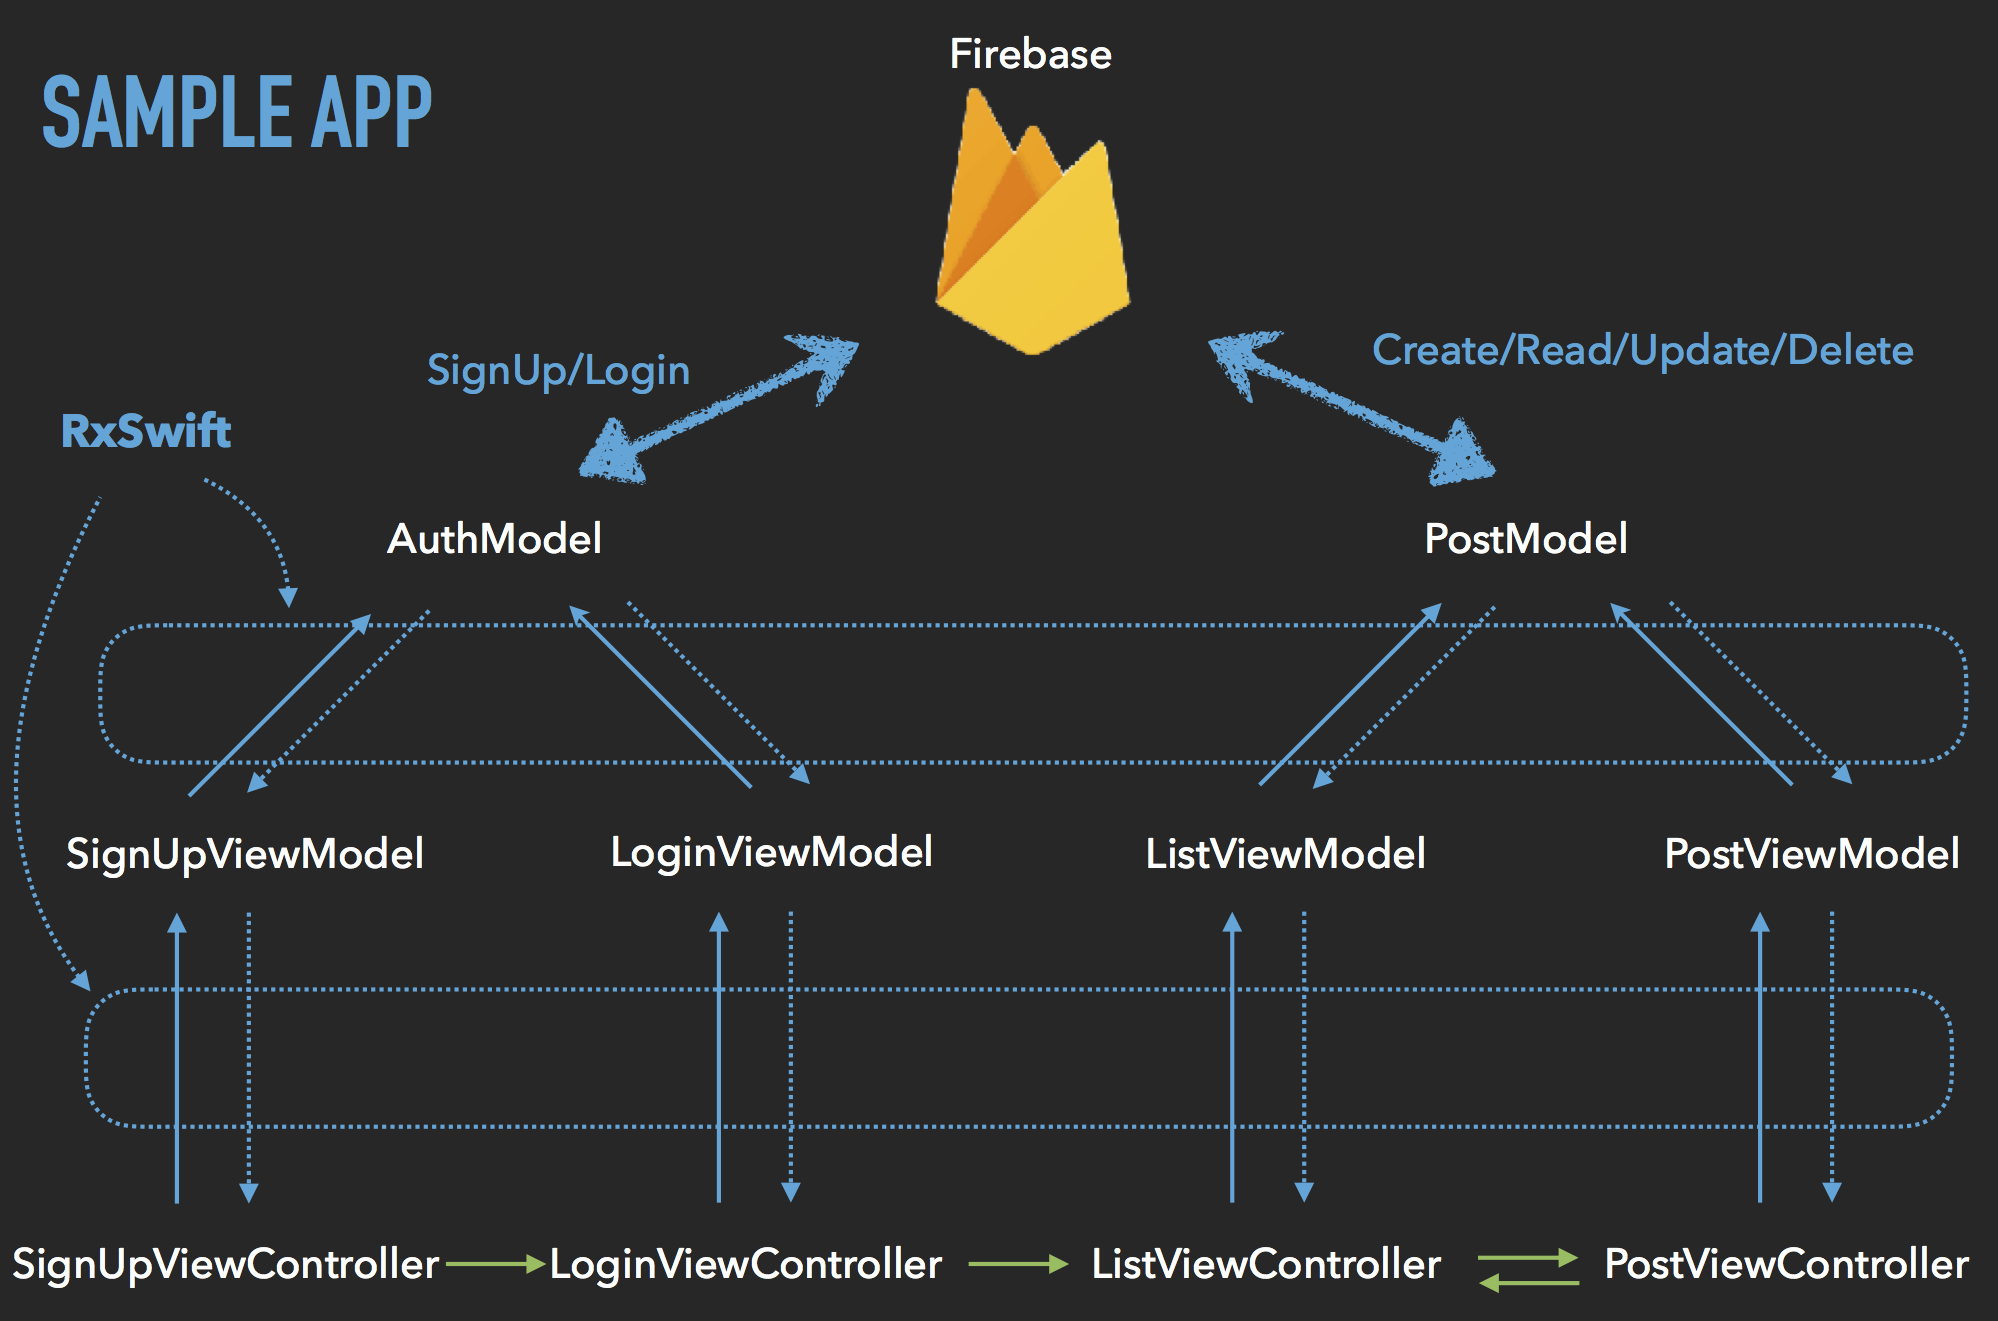 Firebase
SAMPLE APP
SignUp/Login
Create/Read/Update/Delete
RxSwift
AuthModel
PostModel
SignUpViewModel
LoginViewModel
ListViewModel
PostViewModel
SignUpViewController
LoginViewController
ListViewController
PostViewController